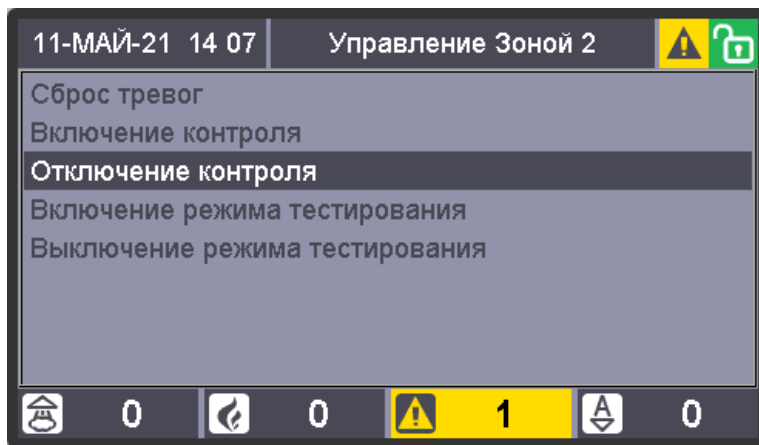 11-МАЙ-21 14 07 Управление Зоной 2
Сброс тревог
Включение контроля
Отключение контроля
Включение режима тестирования
Выключение режима тестирования
0 0 1 A 0